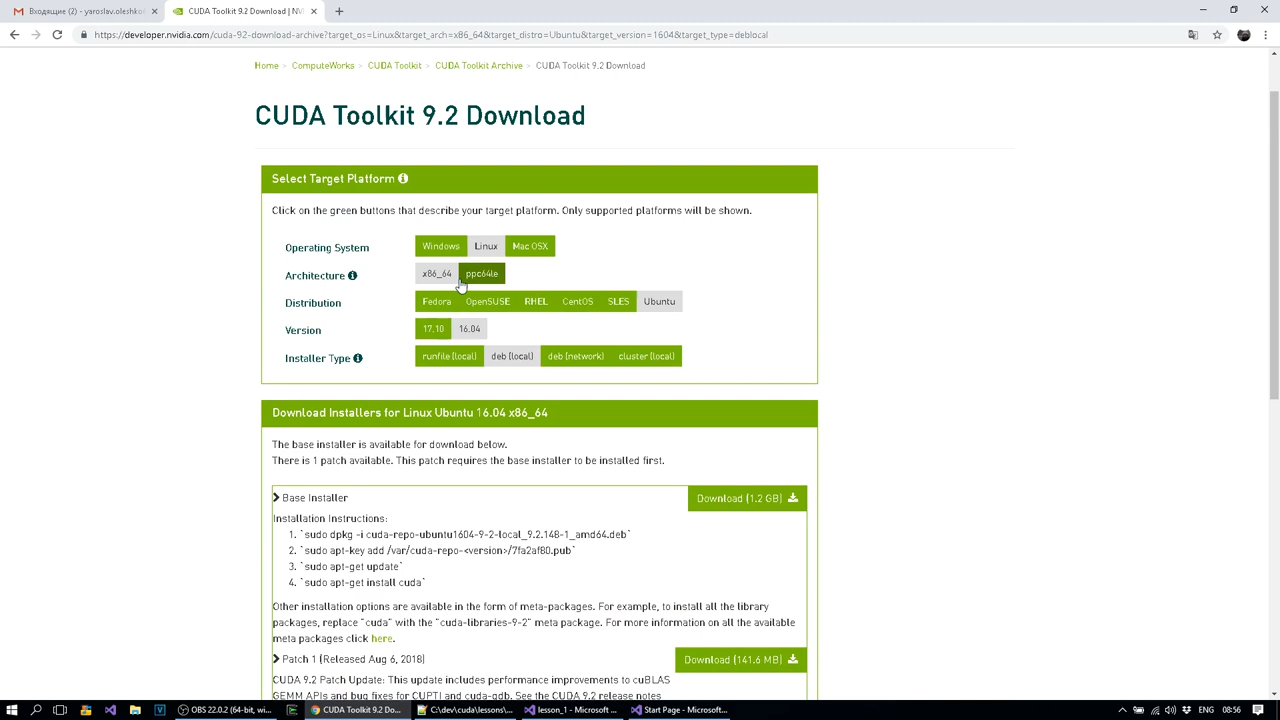 Входящие (2) - yaroslav.oleshko
CUDA Toolkit 9.2 Download | NVI
https://developer.nvidia.com/cuda-92-download-archive?target_os=Linux&target_arch=x86_64&target_distro=Ubuntu&target_version=1604&target_type=deblocal
Home > ComputeWorks > CUDA Toolkit > CUDA Toolkit Archive > CUDA Toolkit 9.2 Download
CUDA Toolkit 9.2 Download
Select Target Platform
Click on the green buttons that describe your target platform. Only supported platforms will be shown.
Operating System Windows Linux Mac OSX
Architecture x86_64 ppc64le
Distribution Fedora OpenSUSE RHEL CentOS SLES Ubuntu
Version 17.10 16.04
Installer Type runfile (local) deb (local) deb (network) cluster (local)
Download Installers for Linux Ubuntu 16.04 x86_64
The base installer is available for download below.
There is 1 patch available. This patch requires the base installer to be installed first.
Base Installer Download (1.2 GB)
Installation Instructions:
1. `sudo dpkg -i cuda-repo-ubuntu1604-9-2-local_9.2.148-1_amd64.deb`
2. `sudo apt-key add /var/cuda-repo-<version>/7fa2af80.pub`
3. `sudo apt-get update`
4. `sudo apt-get install cuda`
Other installation options are available in the form of meta-packages. For example, to install all the library
packages, replace "cuda" with the "cuda-libraries-9-2" meta package. For more information on all the available
meta packages click here.
Patch 1 (Released Aug 6, 2018) Download (141.6 MB)
CUDA 9.2 Patch Update: This update includes performance improvements to cuBLAS
GEMM APIs and bug fixes for CUPTI and cuda-gdb. See the CUDA 9.2 release notes
OBS 22.0.2 (64-bit, wi... CUDA Toolkit 9.2 Do... C:\dev\cuda\lessons\... lesson_1 - Microsoft ... Start Page - Microsoft... ENG 08:56